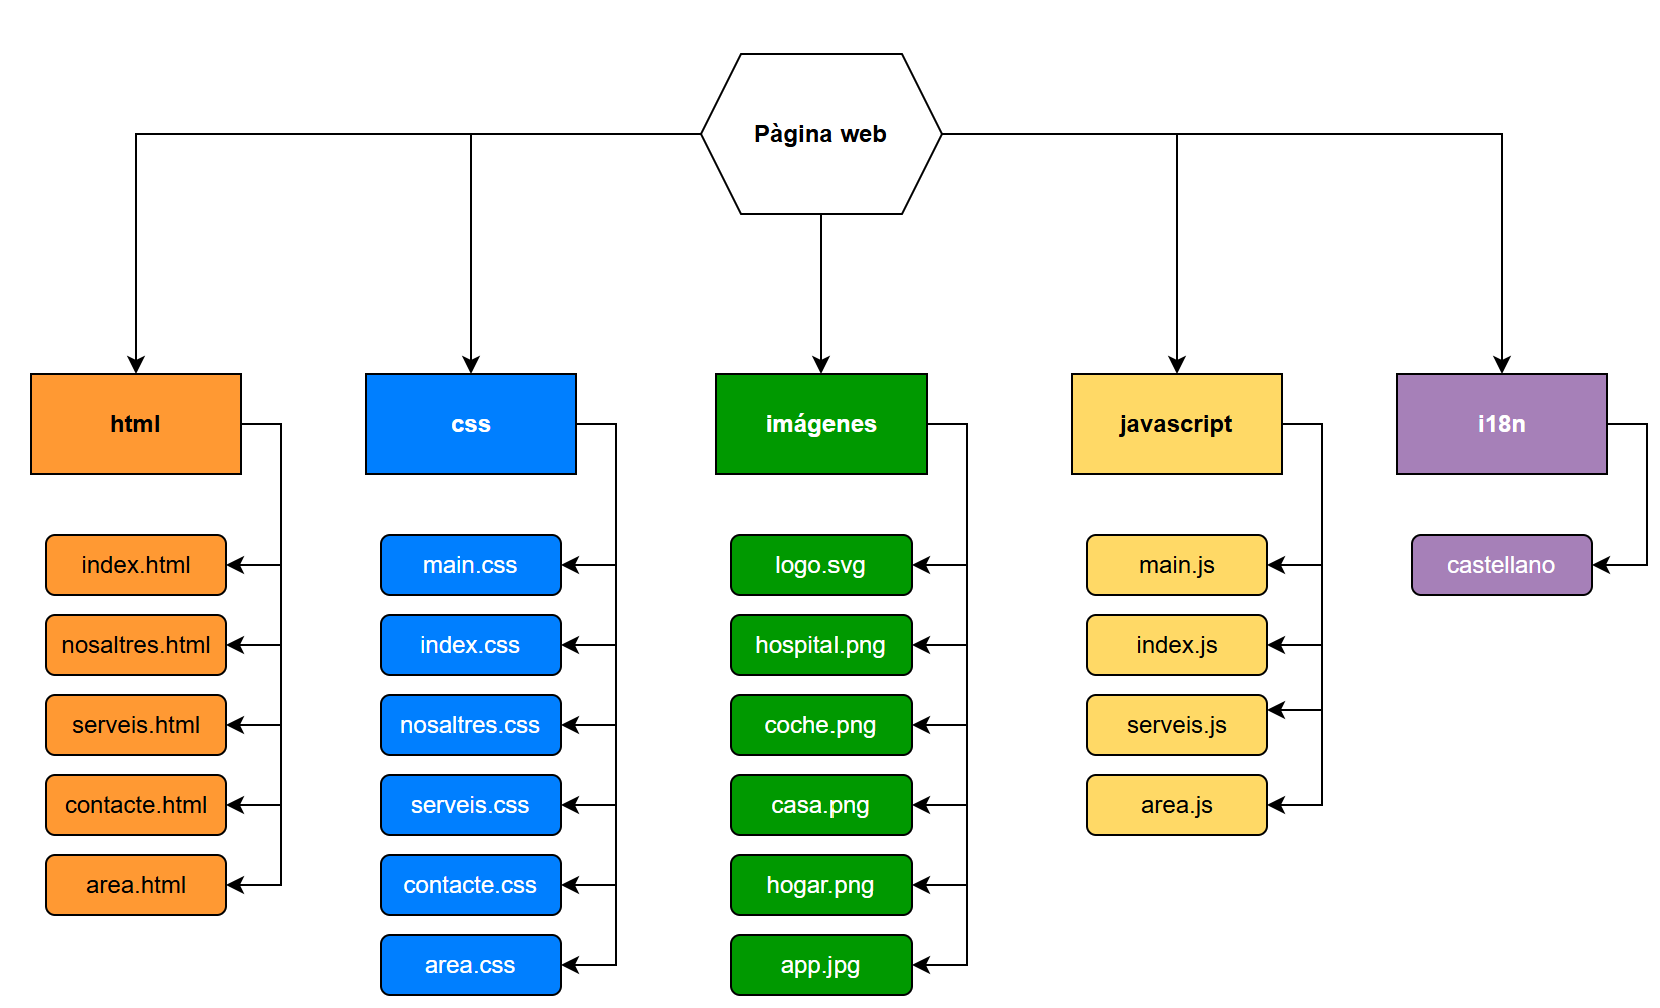 Pàgina web
html
css
imágenes
javascript
i18n
index.html
nosaltres.html
serveis.html
contacte.html
area.html
main.css
index.css
nosaltres.css
serveis.css
contacte.css
area.css
logo.svg
hospital.png
coche.png
casa.png
hogar.png
app.jpg
main.js
index.js
serveis.js
area.js
castellano